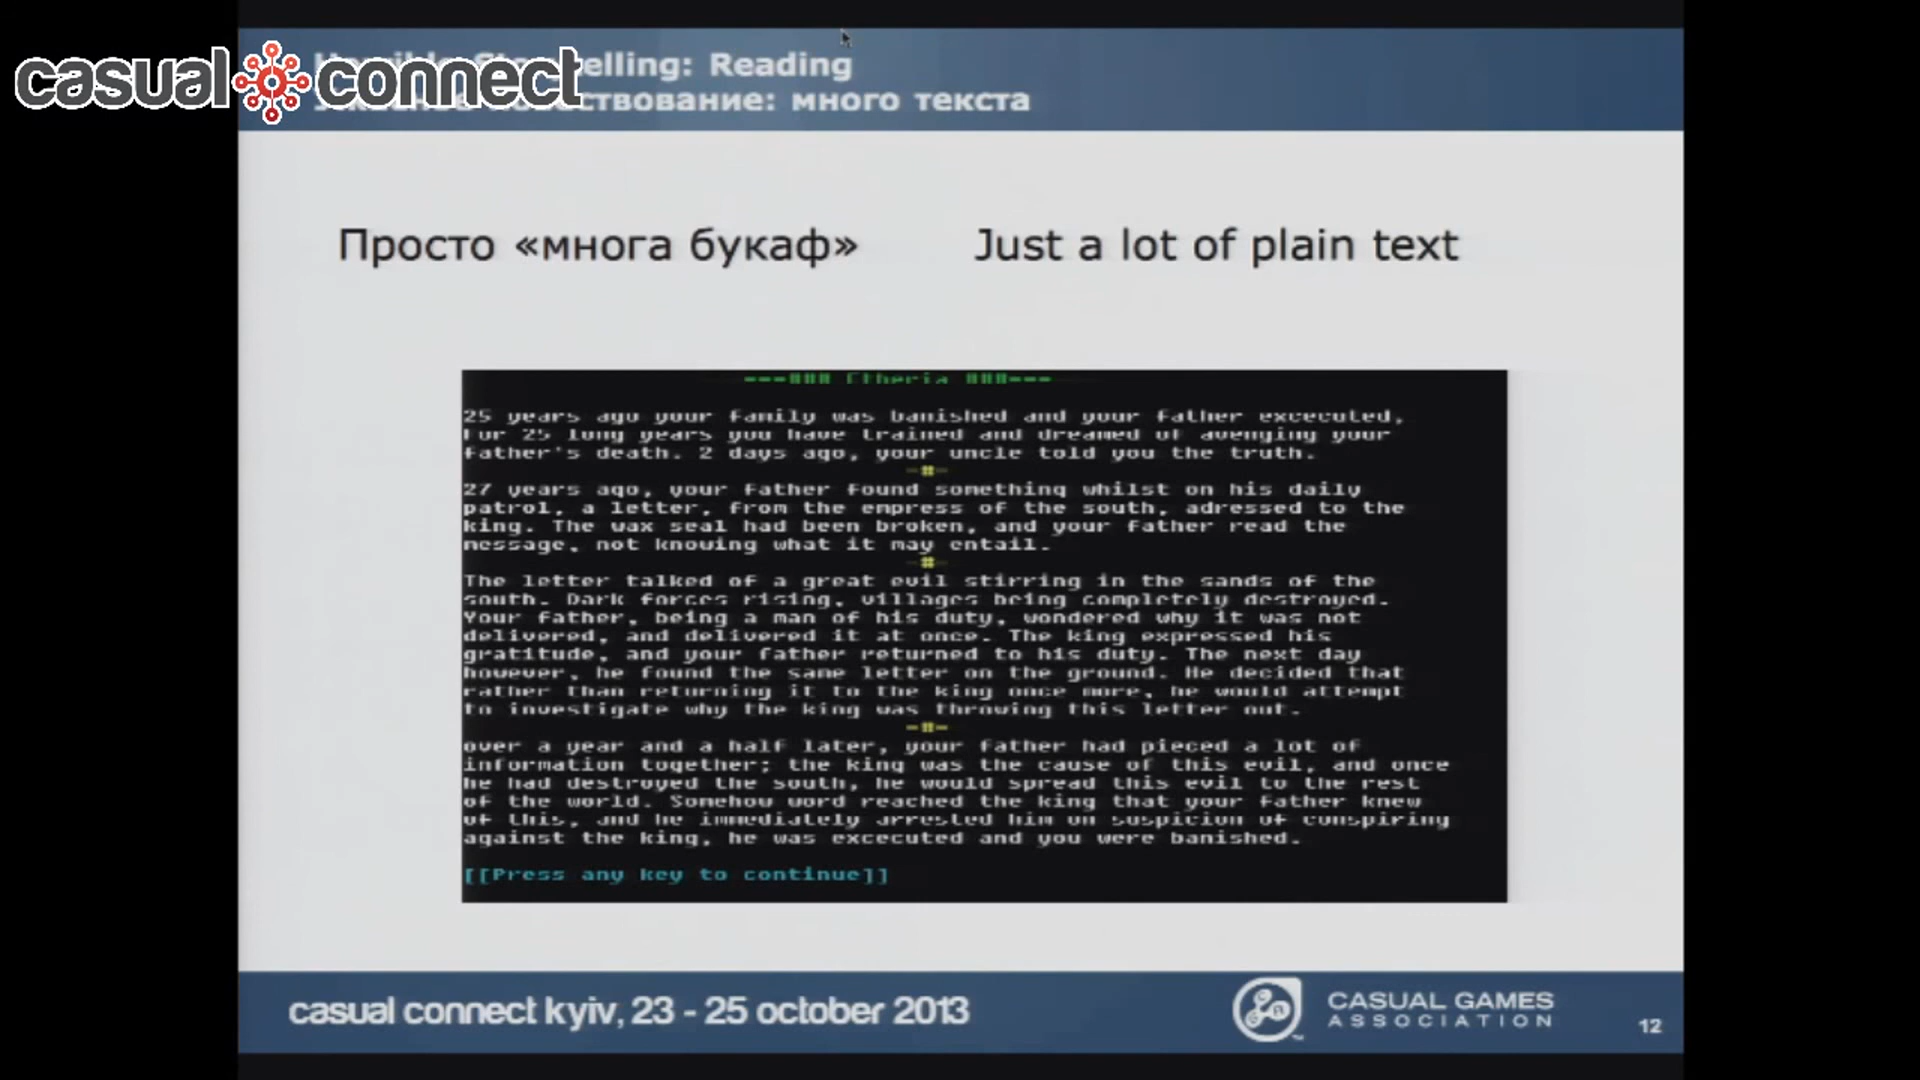 casual connect
elling: Reading
ствование: много текста
Просто «многа букаф»
Just a lot of plain text
---### Etheria ###---
25 years ago your family was banished and your father excecuted,
For 25 long years you have trained and dreamed of avenging your
father's death. 2 days ago, your uncle told you the truth.
-#-
27 years ago, your father found something whilst on his daily
patrol, a letter, from the empress of the south, adressed to the
king. The wax seal had been broken, and your father read the
message, not knowing what it may entail.
-#-
The letter talked of a great evil stirring in the sands of the
south. Dark forces rising, villages being completely destroyed.
Your father, being a man of his duty, wondered why it was not
delivered, and delivered it at once. The king expressed his
gratitude, and your father returned to his duty. The next day
however, he found the same letter on the ground. He decided that
rather than returning it to the king once more, he would attempt
to investigate why the king was throwing this letter out.
-#-
over a year and a half later, your father had pieced a lot of
information together; the king was the cause of this evil, and once
he had destroyed the south, he would spread this evil to the rest
of the world. Somehow word reached the king that your father knew
of this, and he immediately arrested him on suspicion of conspiring
against the king, he was excecuted and you were banished.
[[Press any key to continue]]
casual connect kyiv, 23 - 25 october 2013
CASUAL GAMES
ASSOCIATION
12